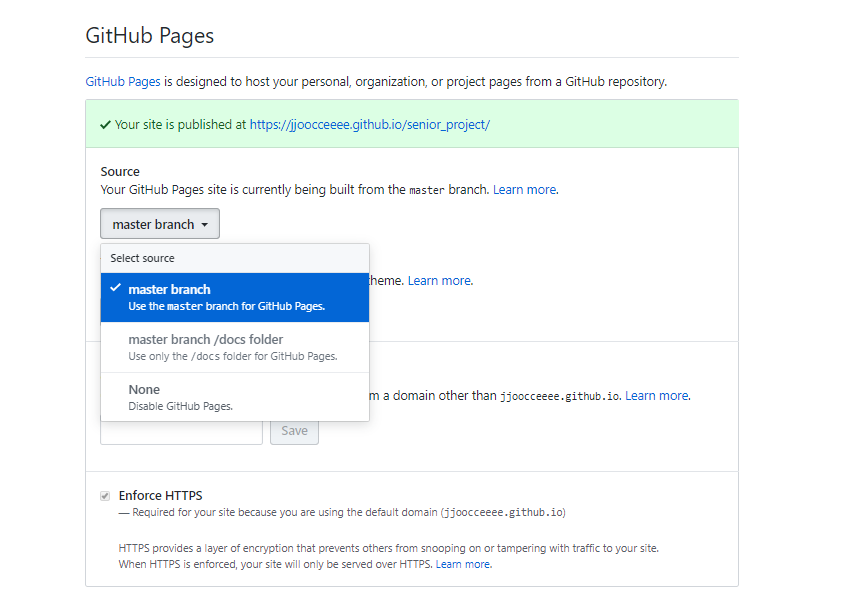 GitHub Pages
GitHub Pages is designed to host your personal, organization, or project pages from a GitHub repository.
Your site is published at https://jjoocceeee.github.io/senior_project/
Source
Your GitHub Pages site is currently being built from the master branch. Learn more.
master branch
Select source
theme. Learn more.
master branch
Use the master branch for GitHub Pages.
master branch /docs folder
Use only the /docs folder for GitHub Pages.
None
a domain other than jjoocceeee.github.io. Learn more.
Disable GitHub Pages.
Save
Enforce HTTPS
— Required for your site because you are using the default domain (jjoocceeee.github.io)
HTTPS provides a layer of encryption that prevents others from snooping on or tampering with traffic to your site.
When HTTPS is enforced, your site will only be served over HTTPS. Learn more.